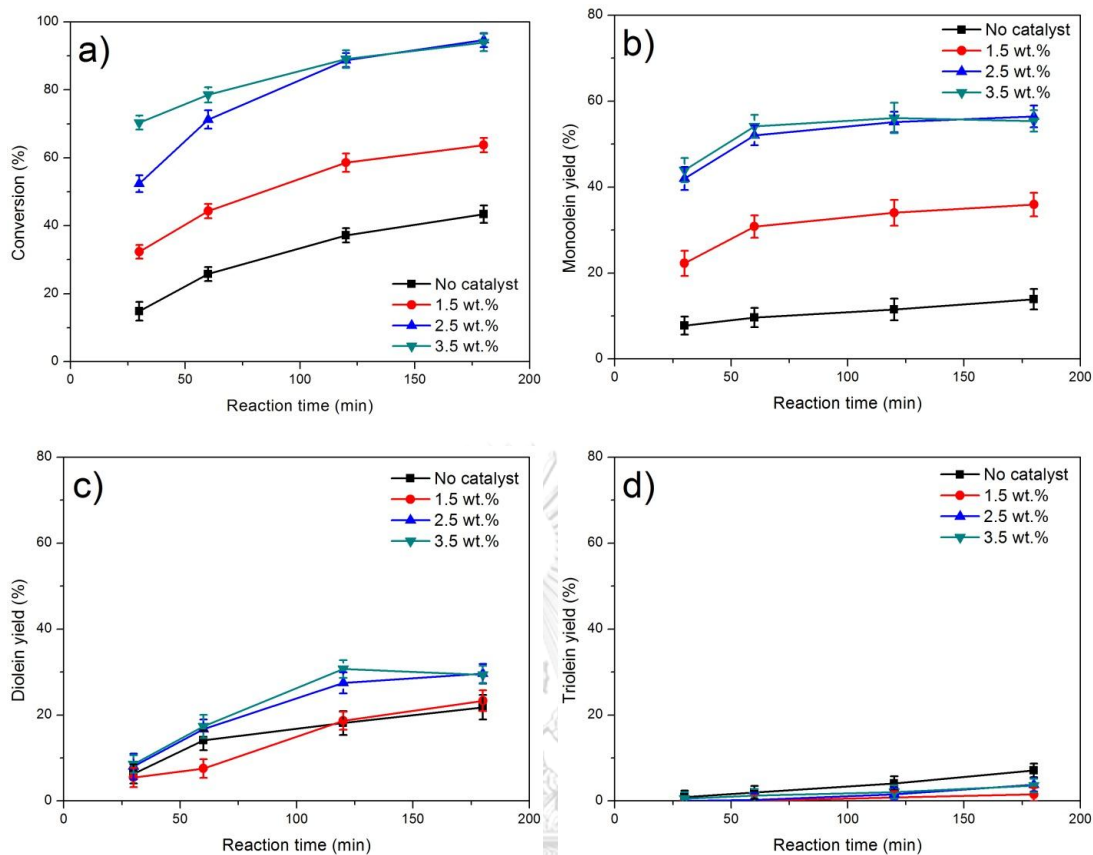 a)
No catalyst
1.5 wt.%
2.5 wt.%
3.5 wt.%
Conversion (%)
100
80
60
40
20
0
0 50 100 150 200
Reaction time (min)
b)
No catalyst
1.5 wt.%
2.5 wt.%
3.5 wt.%
Monoolein yield (%)
80
60
40
20
0
0 50 100 150 200
Reaction time (min)
c)
No catalyst
1.5 wt.%
2.5 wt.%
3.5 wt.%
Diolein yield (%)
80
60
40
20
0
0 50 100 150 200
Reaction time (min)
d)
No catalyst
1.5 wt.%
2.5 wt.%
3.5 wt.%
Triolein yield (%)
80
60
40
20
0
0 50 100 150 200
Reaction time (min)